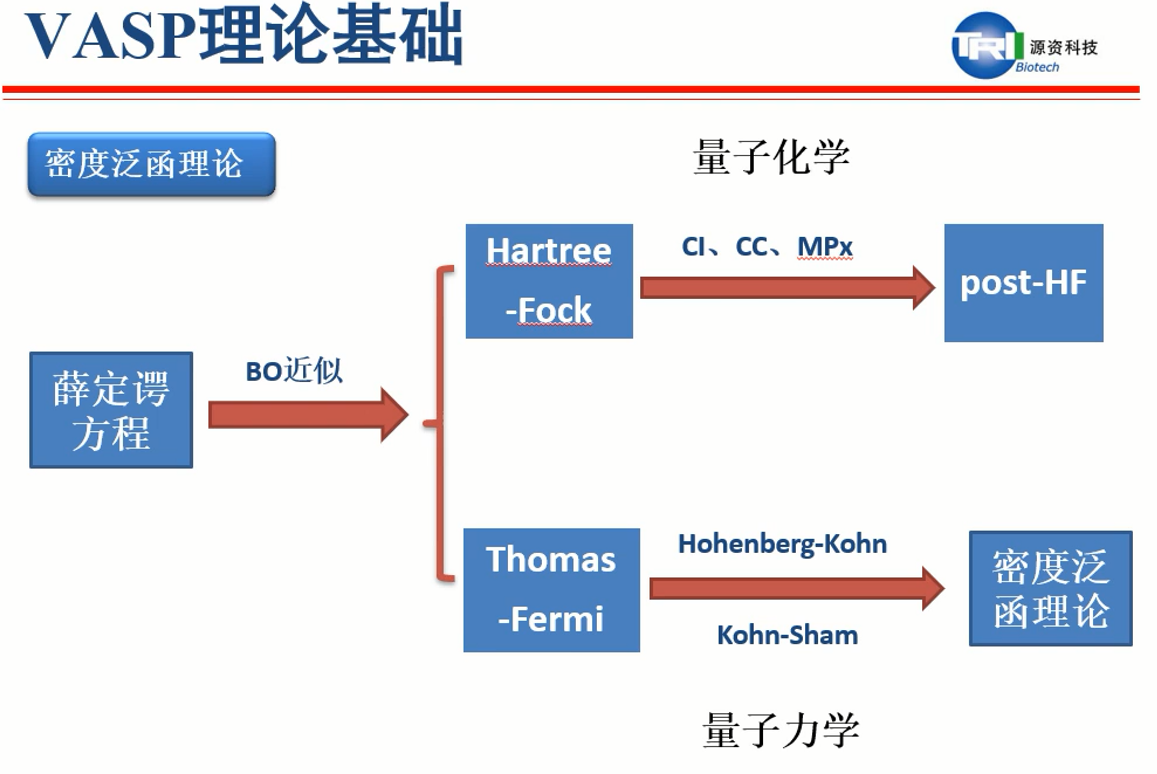 VASP理论基础
TRI 源资科技
Biotech
密度泛函理论
量子化学
Hartree
-Fock
CI、CC、MPx
post-HF
BO近似
薛定谔
方程
Thomas
-Fermi
Hohenberg-Kohn
Kohn-Sham
密度泛
函理论
量子力学